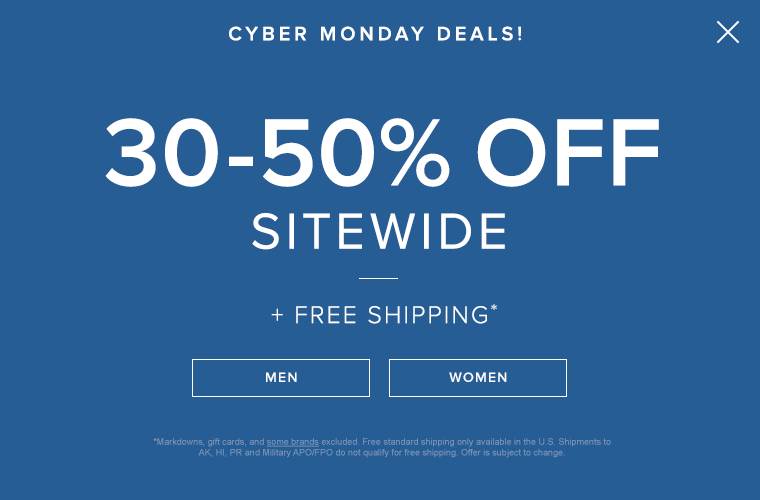 CYBER MONDAY DEALS!
30-50% OFF
SITEWIDE
+ FREE SHIPPING*
MEN
WOMEN
*Markdowns, gift cards, and some brands excluded. Free standard shipping only available in the U.S. Shipments to
AK, HI, PR and Military APO/FPO do not qualify for free shipping. Offer is subject to change.